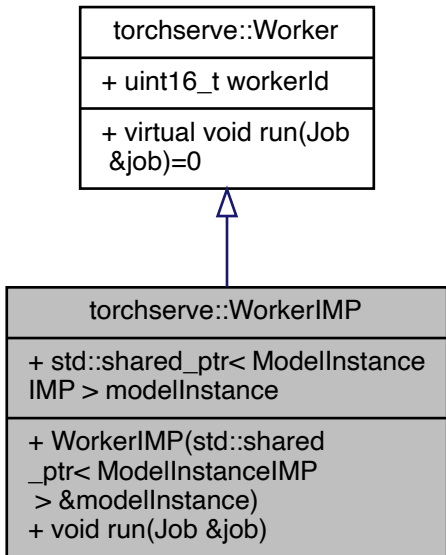 torchserve::Worker
+ uint16_t workerId
+ virtual void run(Job
&job)=0
torchserve::WorkerIMP
+ std::shared_ptr< ModelInstance
IMP > modelInstance
+ WorkerIMP(std::shared
_ptr< ModelInstanceIMP
> &modelInstance)
+ void run(Job &job)